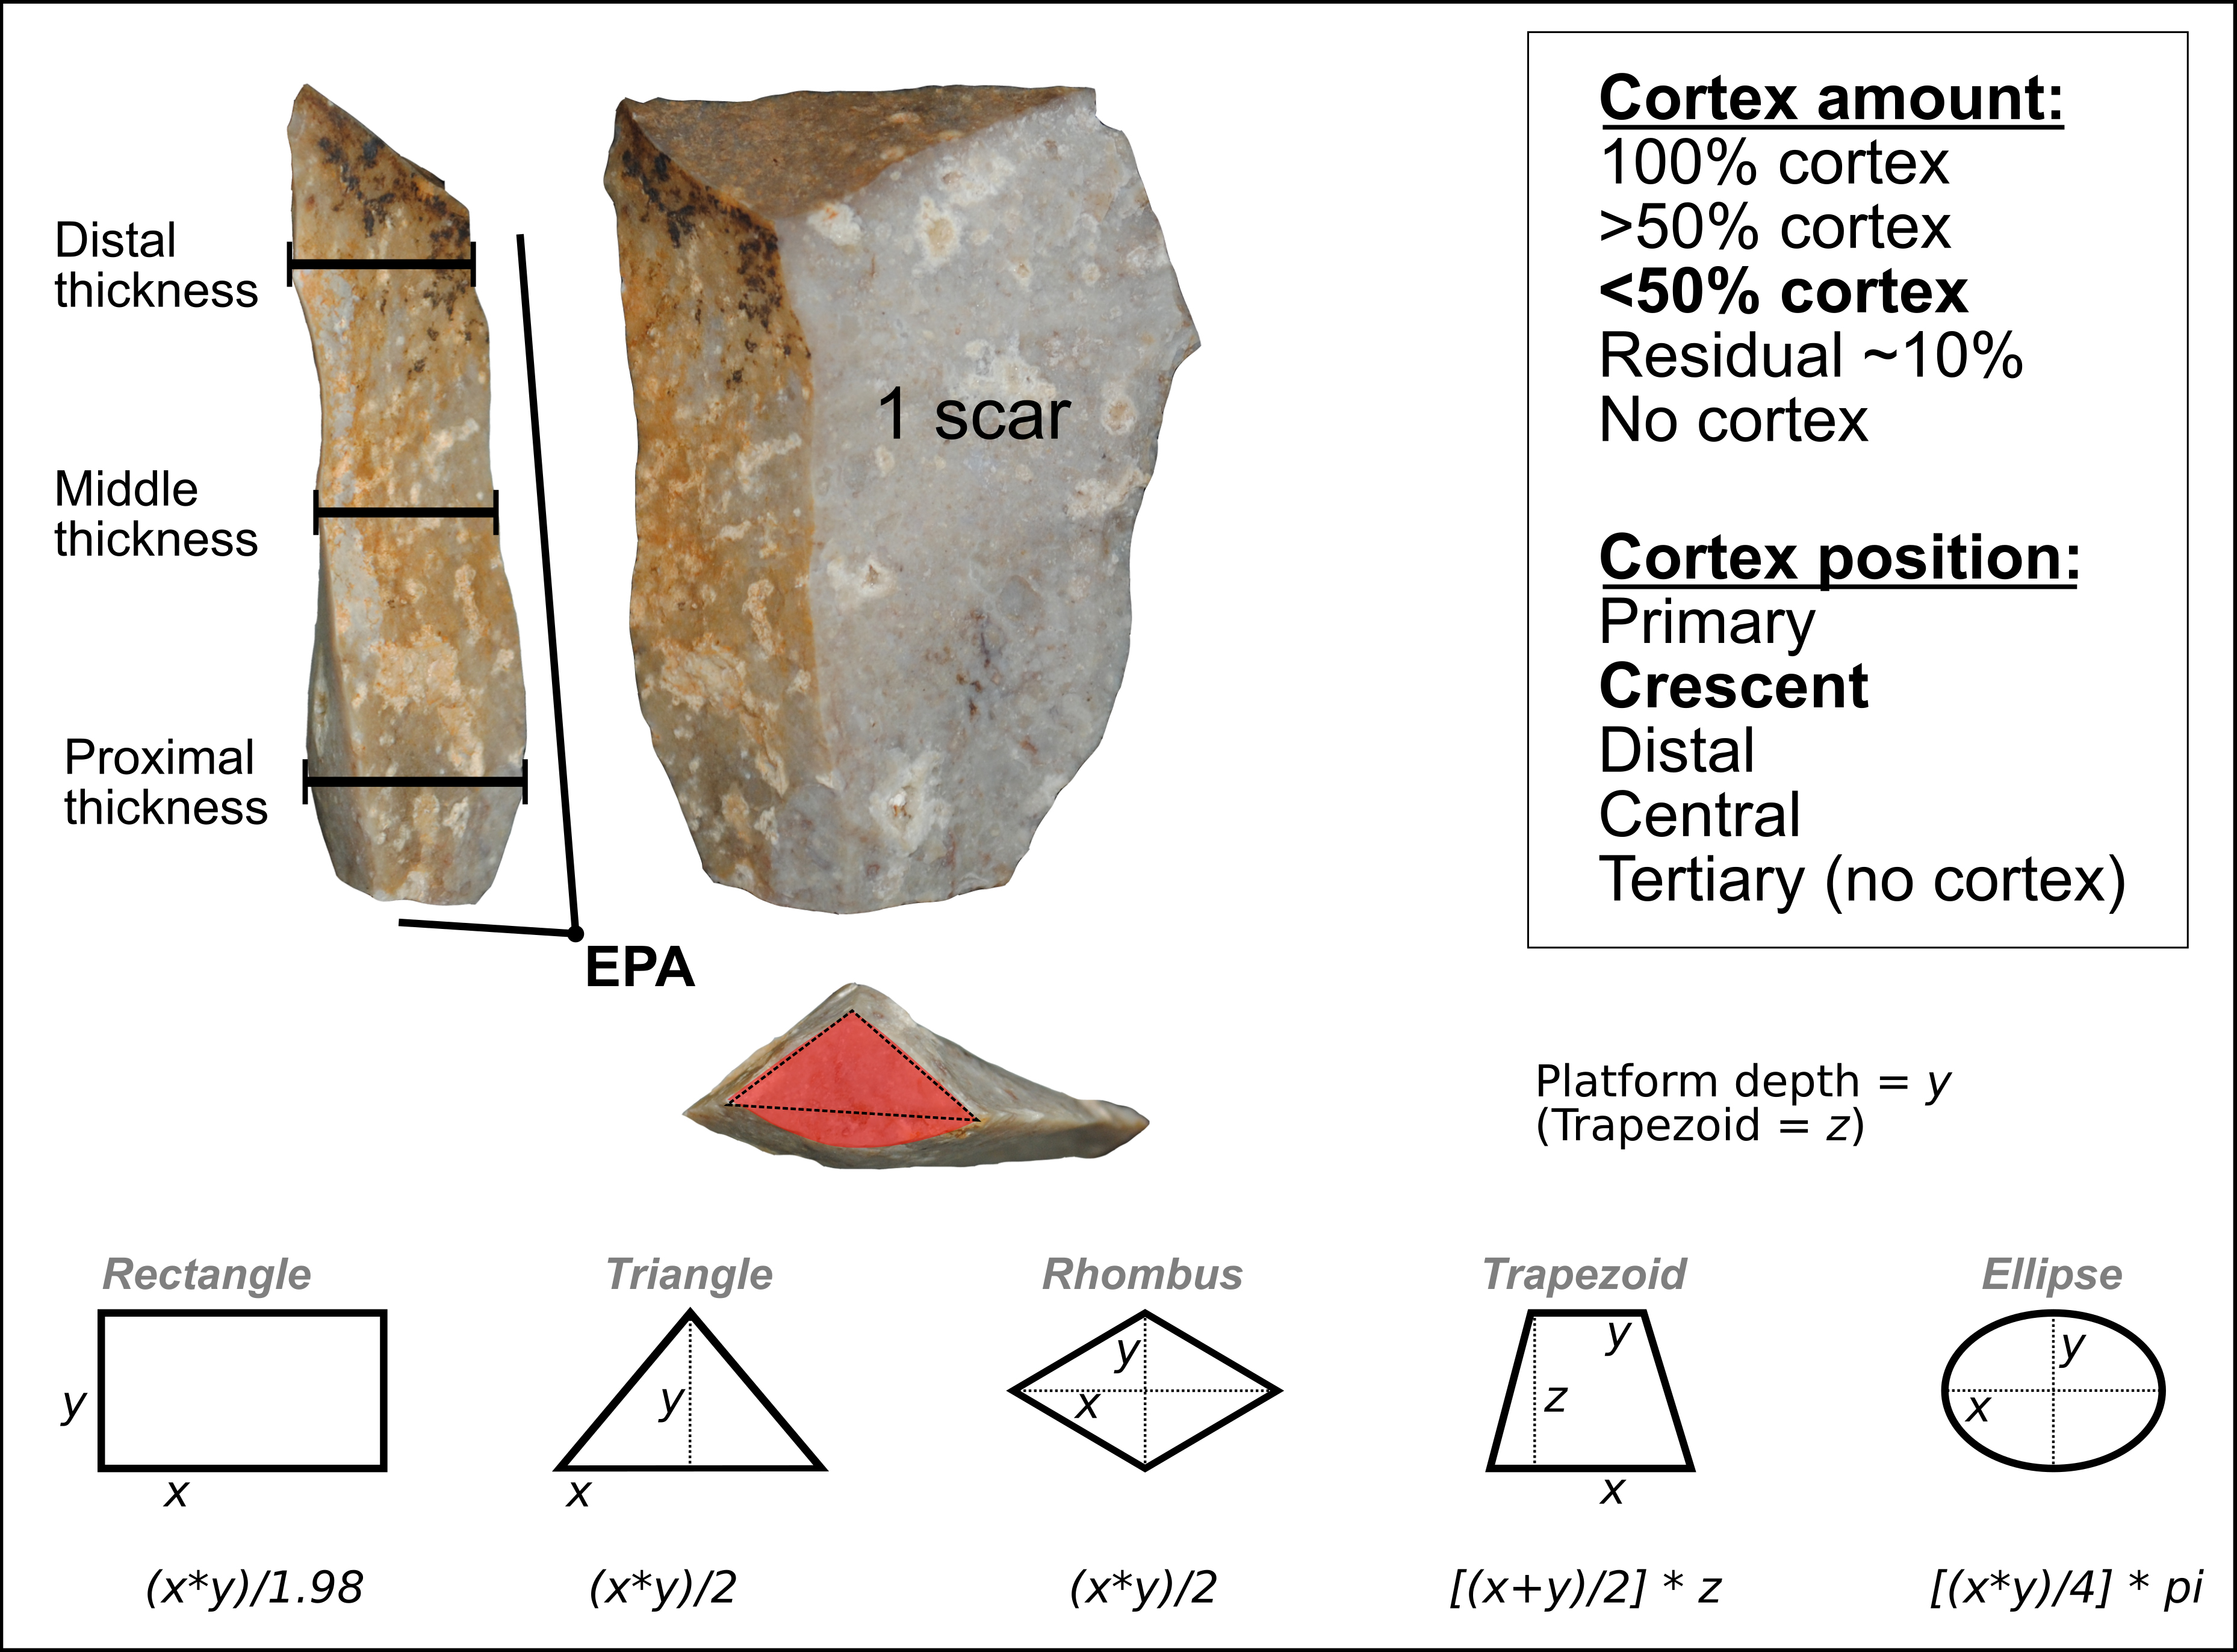 Distal
thickness
Middle
thickness
Proximal
thickness
1 scar
EPA
Cortex amount:
100% cortex
>50% cortex
<50% cortex
Residual ~10%
No cortex
Cortex position:
Primary
Crescent
Distal
Central
Tertiary (no cortex)
Platform depth = y
(Trapezoid = z)
Rectangle
y
x
(x*y)/1.98
Triangle
y
x
(x*y)/2
Rhombus
y
x
(x*y)/2
Trapezoid
y
z
x
[(x+y)/2] * z
Ellipse
y
x
[(x*y)/4] * pi